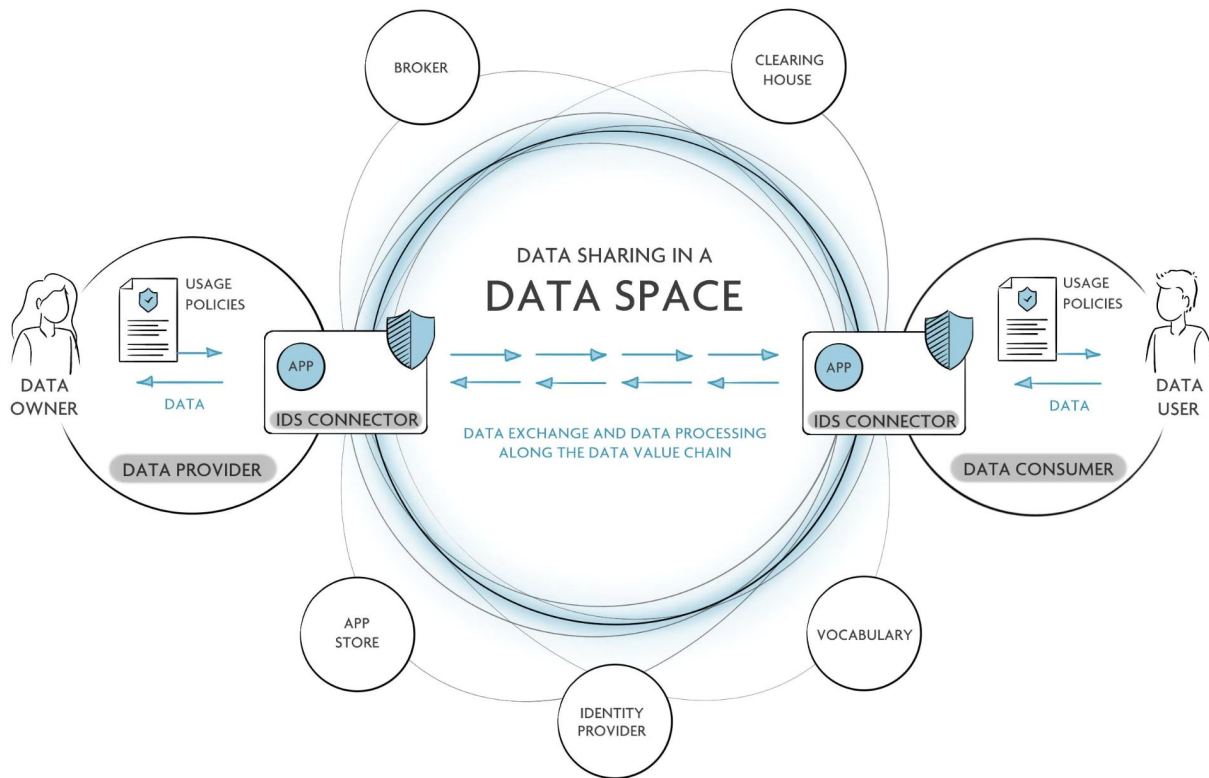 BROKER
CLEARING
HOUSE
DATA SHARING IN A
DATA SPACE
USAGE
POLICIES
DATA
OWNER
DATA
APP
IDS CONNECTOR
DATA PROVIDER
DATA EXCHANGE AND DATA PROCESSING
ALONG THE DATA VALUE CHAIN
USAGE
POLICIES
APP
IDS CONNECTOR
DATA
DATA
USER
DATA CONSUMER
APP
STORE
IDENTITY
PROVIDER
VOCABULARY